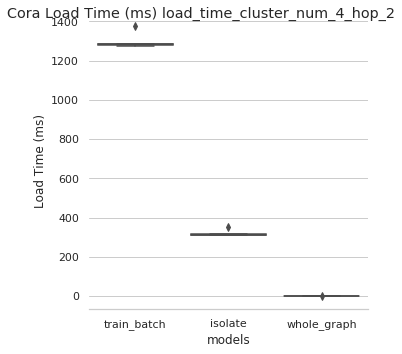 Cora Load Time (ms) load_time_cluster_num_4_hop_2
1400
1200
1000
800
600
400
200
0
Load Time (ms)
train_batch isolate whole_graph
models